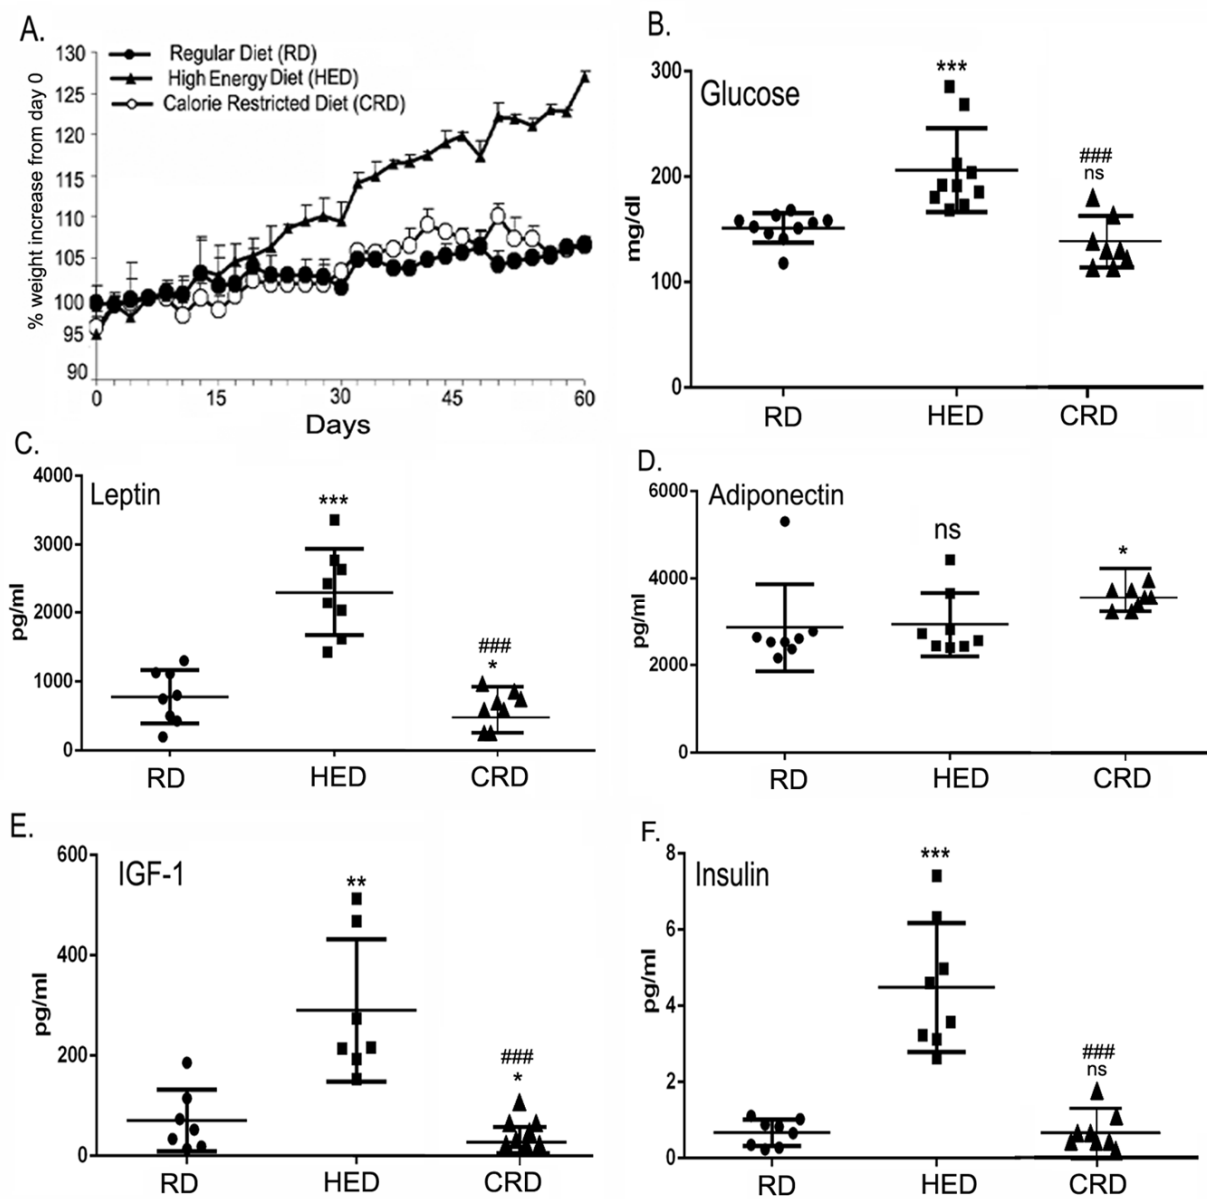 A.
Regular Diet (RD)
High Energy Diet (HED)
Calorie Restricted Diet (CRD)
% weight increase from day 0
130
125
120
115
110
105
100
95
90
0 15 30 45 60
Days
B.
Glucose
mg/dl
300
200
100
0
***
###
ns
RD HED CRD
C.
Leptin
pg/ml
4000
3000
2000
1000
0
***
###
*
RD HED CRD
D.
Adiponectin
pg/ml
6000
4000
2000
0
ns
*
RD HED CRD
E.
IGF-1
pg/ml
600
400
200
0
**
###
*
RD HED CRD
F.
Insulin
pg/ml
8
6
4
2
0
***
###
ns
RD HED CRD